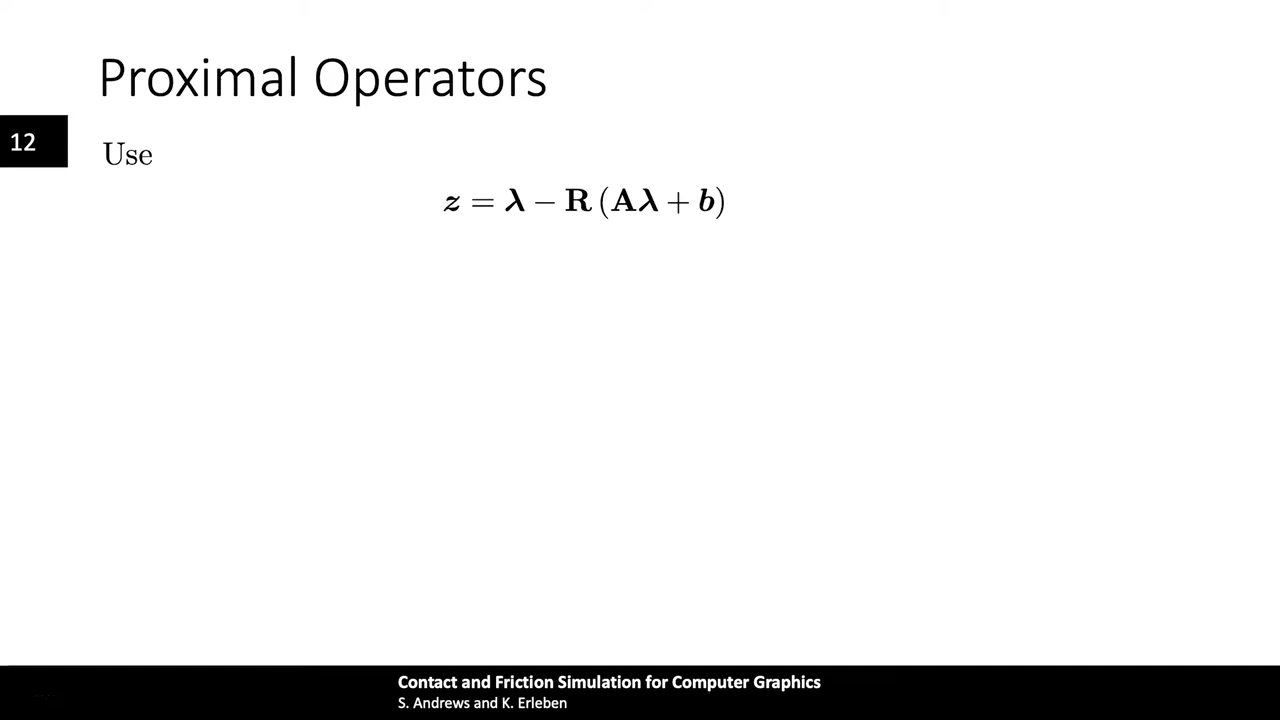 Proximal Operators
12
Use
z = λ − R (Aλ + b)
Contact and Friction Simulation for Computer Graphics
S. Andrews and K. Erleben